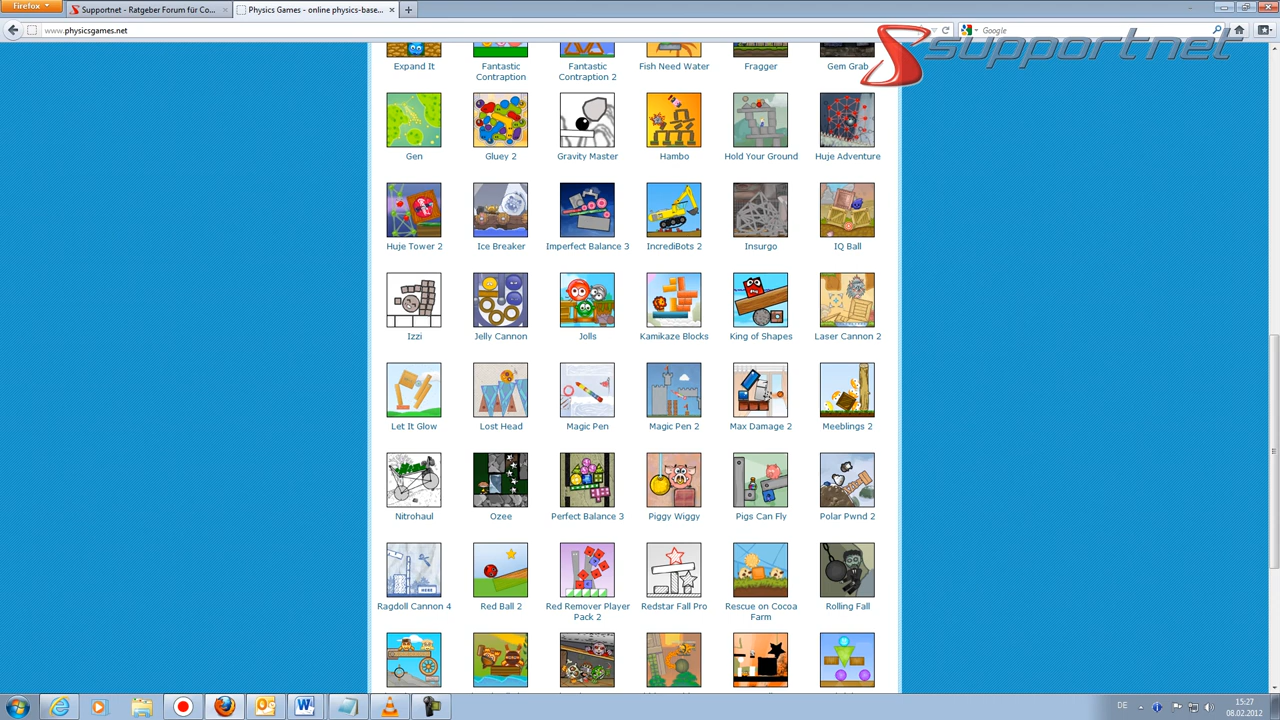 Firefox
Supportnet - Ratgeber Forum für Co...
Physics Games - online physics-base...
www.physicsgames.net
Google
supportnet
Expand It
Fantastic Contraption
Fantastic Contraption 2
Fish Need Water
Fragger
Gem Grab
Gen
Gluey 2
Gravity Master
Hambo
Hold Your Ground
Huje Adventure
Huje Tower 2
Ice Breaker
Imperfect Balance 3
IncrediBots 2
Insurgo
IQ Ball
Izzi
Jelly Cannon
Jolls
Kamikaze Blocks
King of Shapes
Laser Cannon 2
Let It Glow
Lost Head
Magic Pen
Magic Pen 2
Max Damage 2
Meeblings 2
Nitrohaul
Ozee
Perfect Balance 3
Piggy Wiggy
Pigs Can Fly
Polar Pwnd 2
Ragdoll Cannon 4
Red Ball 2
Red Remover Player Pack 2
Redstar Fall Pro
Rescue on Cocoa Farm
Rolling Fall
DE
15:27
08.02.2012